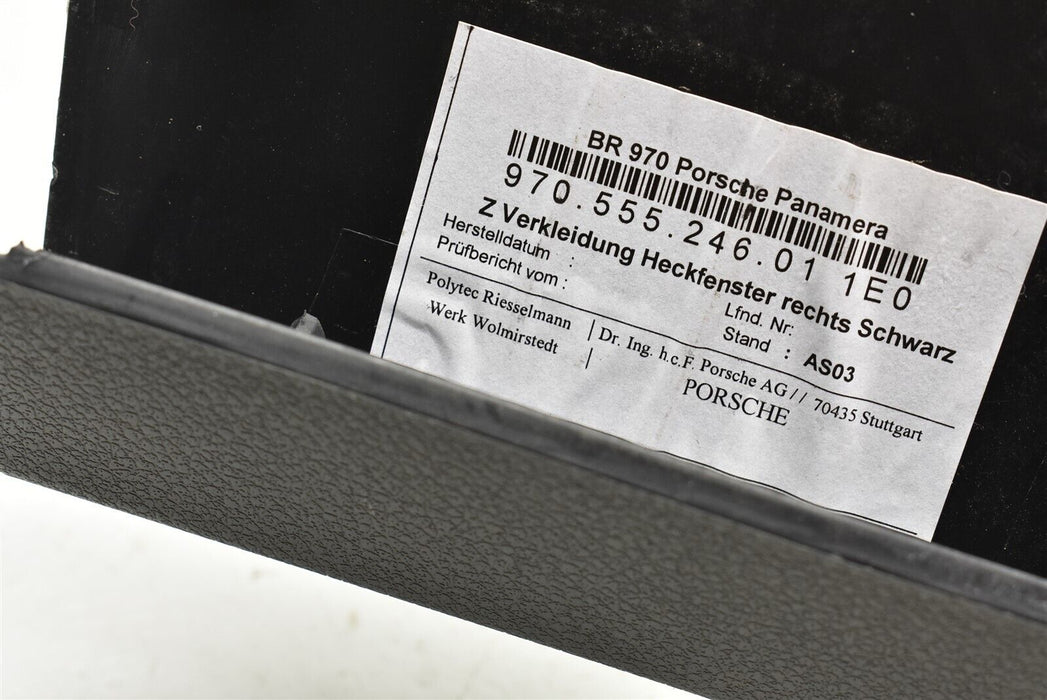 BR 970 Porsche Panamera
970.555.246.01 1E0
Z Verkleidung Heckfenster rechts Schwarz
Herstelldatum : Lfnd. Nr:
Prüfbericht vom : Stand : AS03
Polytec Riesselmann | Dr. Ing. h.c.F. Porsche AG // 70435 Stuttgart
Werk Wolmirstedt | PORSCHE